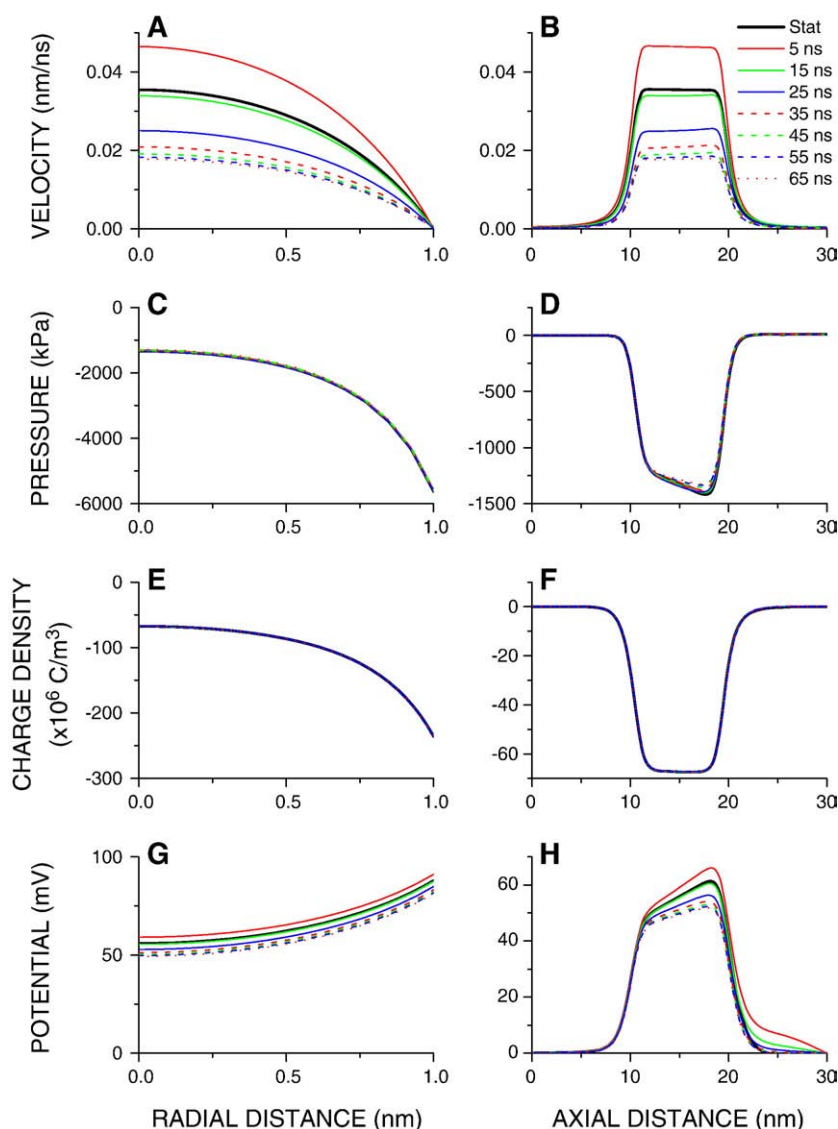 A
VELOCITY (nm/ns)
0.04
0.02
0.00
0.0
0.5
1.0
B
0.04
0.02
0.00
0
10
20
30
Stat
5 ns
15 ns
25 ns
35 ns
45 ns
55 ns
65 ns
C
PRESSURE (kPa)
0
-2000
-4000
-6000
0.0
0.5
1.0
D
0
-500
-1000
-1500
0
10
20
30
E
CHARGE DENSITY
(x10⁶ C/m³)
0
-100
-200
-300
0.0
0.5
1.0
F
0
-20
-40
-60
0
10
20
30
G
POTENTIAL (mV)
100
50
0
0.0
0.5
1.0
RADIAL DISTANCE (nm)
H
60
40
20
0
0
10
20
30
AXIAL DISTANCE (nm)